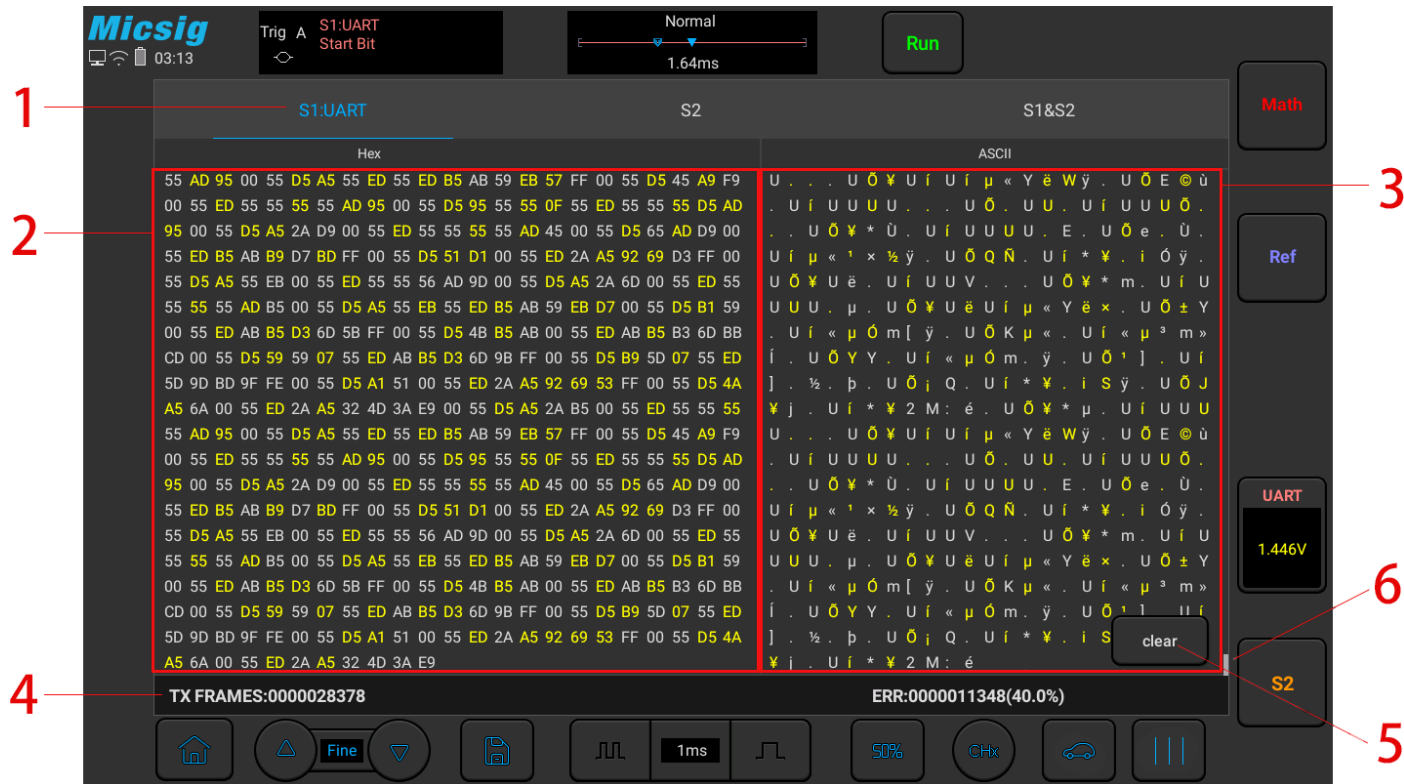 Micsig
03:13
Trig A S1:UART
Start Bit
Normal
1.64ms
Run
1
S1:UART
S2
S1&S2
Math
Hex
ASCII
2
55 AD 95 00 55 D5 A5 55 ED 55 ED B5 AB 59 EB 57 FF 00 55 D5 45 A9 F9
00 55 ED 55 55 55 55 AD 95 00 55 D5 95 55 55 0F 55 ED 55 55 55 D5 AD
95 00 55 D5 A5 2A D9 00 55 ED 55 55 55 55 AD 45 00 55 D5 65 AD D9 00
55 ED B5 AB B9 D7 BD FF 00 55 D5 51 D1 00 55 ED 2A A5 92 69 D3 FF 00
55 D5 A5 55 EB 00 55 ED 55 55 56 AD 9D 00 55 D5 A5 2A 6D 00 55 ED 55
55 55 55 AD B5 00 55 D5 A5 55 EB 55 ED B5 AB 59 EB D7 00 55 D5 B1 59
00 55 ED AB B5 D3 6D 5B FF 00 55 D5 4B B5 AB 00 55 ED AB B5 B3 6D BB
CD 00 55 D5 59 59 07 55 ED AB B5 D3 6D 9B FF 00 55 D5 B9 5D 07 55 ED
5D 9D BD 9F FE 00 55 D5 A1 51 00 55 ED 2A A5 92 69 53 FF 00 55 D5 4A
A5 6A 00 55 ED 2A A5 32 4D 3A E9 00 55 D5 A5 2A B5 00 55 ED 55 55 55
55 AD 95 00 55 D5 A5 55 ED 55 ED B5 AB 59 EB 57 FF 00 55 D5 45 A9 F9
00 55 ED 55 55 55 55 AD 95 00 55 D5 95 55 55 0F 55 ED 55 55 55 D5 AD
95 00 55 D5 A5 2A D9 00 55 ED 55 55 55 55 AD 45 00 55 D5 65 AD D9 00
55 ED B5 AB B9 D7 BD FF 00 55 D5 51 D1 00 55 ED 2A A5 92 69 D3 FF 00
55 D5 A5 55 EB 00 55 ED 55 55 56 AD 9D 00 55 D5 A5 2A 6D 00 55 ED 55
55 55 55 AD B5 00 55 D5 A5 55 EB 55 ED B5 AB 59 EB D7 00 55 D5 B1 59
00 55 ED AB B5 D3 6D 5B FF 00 55 D5 4B B5 AB 00 55 ED AB B5 B3 6D BB
CD 00 55 D5 59 59 07 55 ED AB B5 D3 6D 9B FF 00 55 D5 B9 5D 07 55 ED
5D 9D BD 9F FE 00 55 D5 A1 51 00 55 ED 2A A5 92 69 53 FF 00 55 D5 4A
A5 6A 00 55 ED 2A A5 32 4D 3A E9
U . . . U Õ ¥ U í U í µ « Y ë W ÿ . U Õ E © ù
. U í U U U U . . . U Õ . U U . U í U U U Õ .
. . U Õ ¥ * Ù . U í U U U U . E . U Õ e . Ù .
U í µ « ¹ × ½ ÿ . U Õ Q Ñ . U í * ¥ . i Ó ÿ .
U Õ ¥ U ë . U í U U V . . . U Õ ¥ * m . U í U
U U U . µ . U Õ ¥ U ë U í µ « Y ë × . U Õ ± Y
. U í « µ Ó m [ ÿ . U Õ K µ « . U í « µ ³ m »
Í . U Õ Y Y . U í « µ Ó m . ÿ . U Õ ¹ ] . U í
] . ½ . þ . U Õ ¡ Q . U í * ¥ . i S ÿ . U Õ J
¥ j . U í * ¥ 2 M : é . U Õ ¥ * µ . U í U U U
U . . . U Õ ¥ U í U í µ « Y ë W ÿ . U Õ E © ù
. U í U U U U . . . U Õ . U U . U í U U U Õ .
. . U Õ ¥ * Ù . U í U U U U . E . U Õ e . Ù .
U í µ « ¹ × ½ ÿ . U Õ Q Ñ . U í * ¥ . i Ó ÿ .
U Õ ¥ U ë . U í U U V . . . U Õ ¥ * m . U í U
U U U . µ . U Õ ¥ U ë U í µ « Y ë × . U Õ ± Y
. U í « µ Ó m [ ÿ . U Õ K µ « . U í « µ ³ m »
Í . U Õ Y Y . U í « µ Ó m . ÿ . U Õ ¹ ] . U í
] . ½ . þ . U Õ ¡ Q . U í * ¥ . i S
¥ j . U í * ¥ 2 M : é
clear
3
Ref
UART
1.446V
6
S2
5
4
TX FRAMES:0000028378
ERR:0000011348(40.0%)
Fine
1ms
50%
CHx